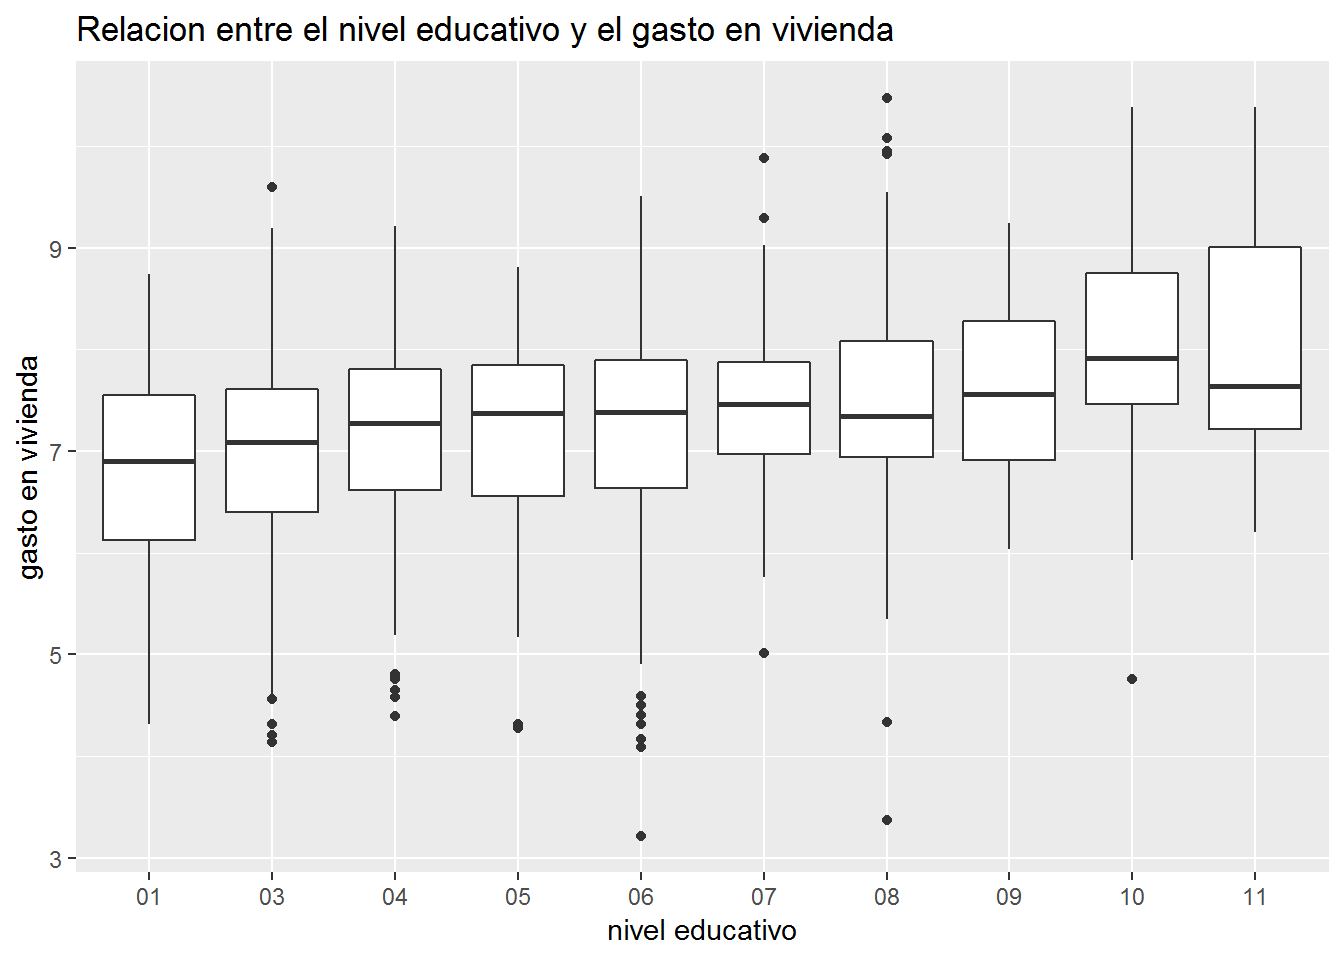 Relacion entre el nivel educativo y el gasto en vivienda
gasto en vivienda
9
7
5
3
01 03 04 05 06 07 08 09 10 11
nivel educativo